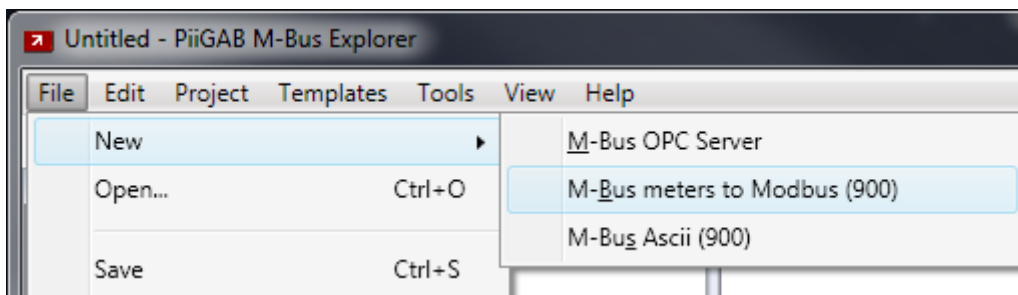 Untitled - PiiGAB M-Bus Explorer
File Edit Project Templates Tools View Help
New
M-Bus OPC Server
Open... Ctrl+O
M-Bus meters to Modbus (900)
M-Bus Ascii (900)
Save Ctrl+S